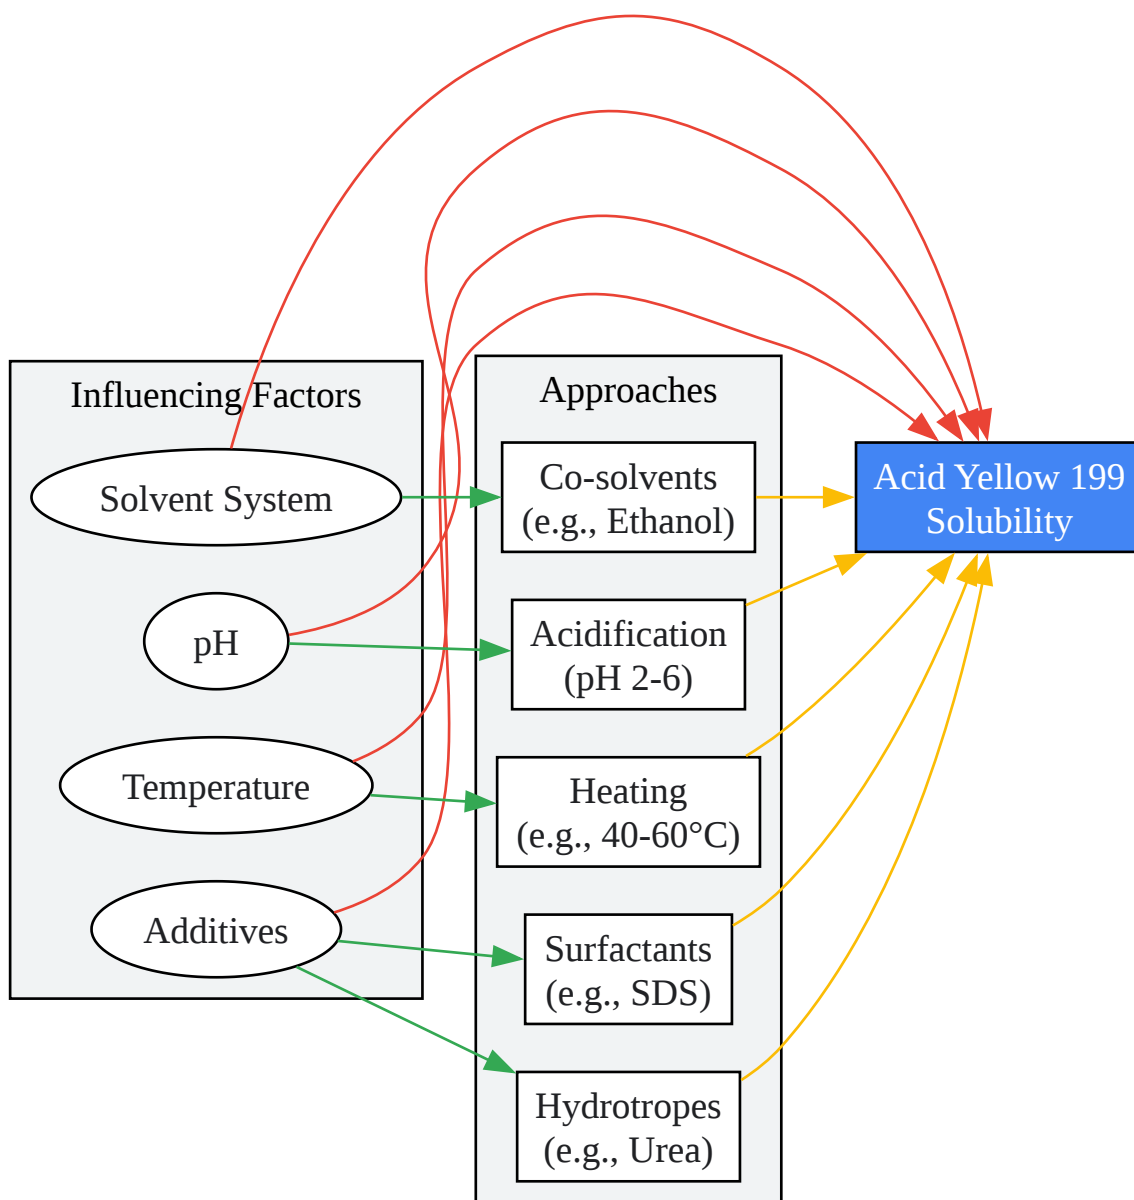 Influencing Factors
Solvent System
pH
Temperature
Additives
Approaches
Co-solvents
(e.g., Ethanol)
Acidification
(pH 2-6)
Heating
(e.g., 40-60°C)
Surfactants
(e.g., SDS)
Hydrotropes
(e.g., Urea)
Acid Yellow 199
Solubility